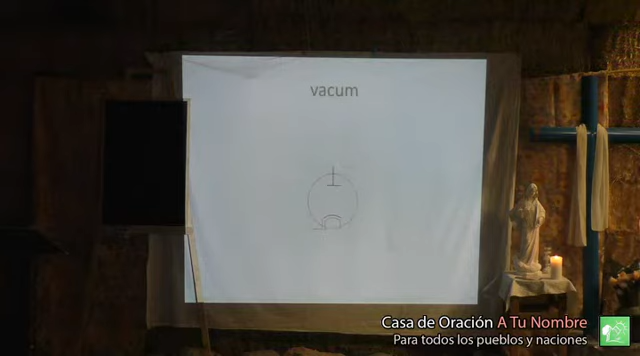 vacum
Casa de Oración A Tu Nombre
Para todos los pueblos y naciones